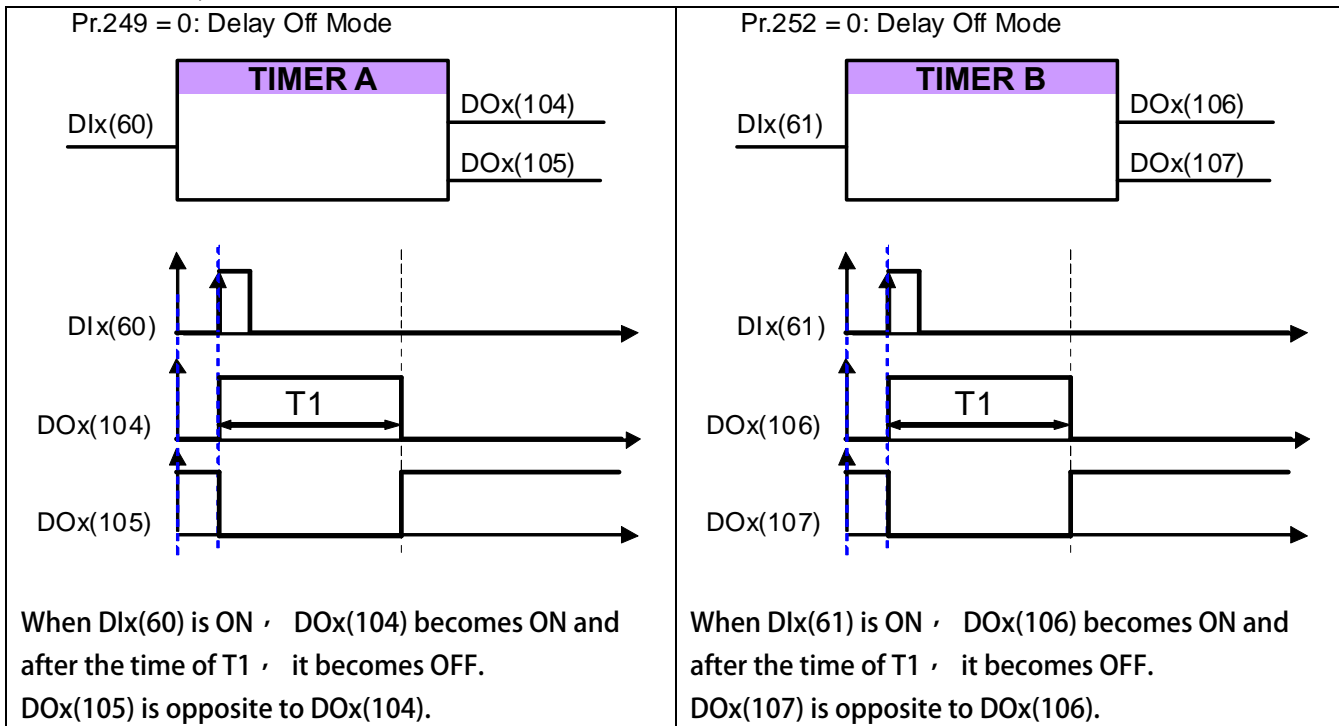 Pr.249 = 0: Delay Off Mode
TIMER A
DIx(60)
DOx(104)
DOx(105)
DIx(60)
T1
DOx(104)
DOx(105)
When DIx(60) is ON， DOx(104) becomes ON and
after the time of T1， it becomes OFF.
DOx(105) is opposite to DOx(104).
Pr.252 = 0: Delay Off Mode
TIMER B
DIx(61)
DOx(106)
DOx(107)
DIx(61)
T1
DOx(106)
DOx(107)
When DIx(61) is ON， DOx(106) becomes ON and
after the time of T1， it becomes OFF.
DOx(107) is opposite to DOx(106).